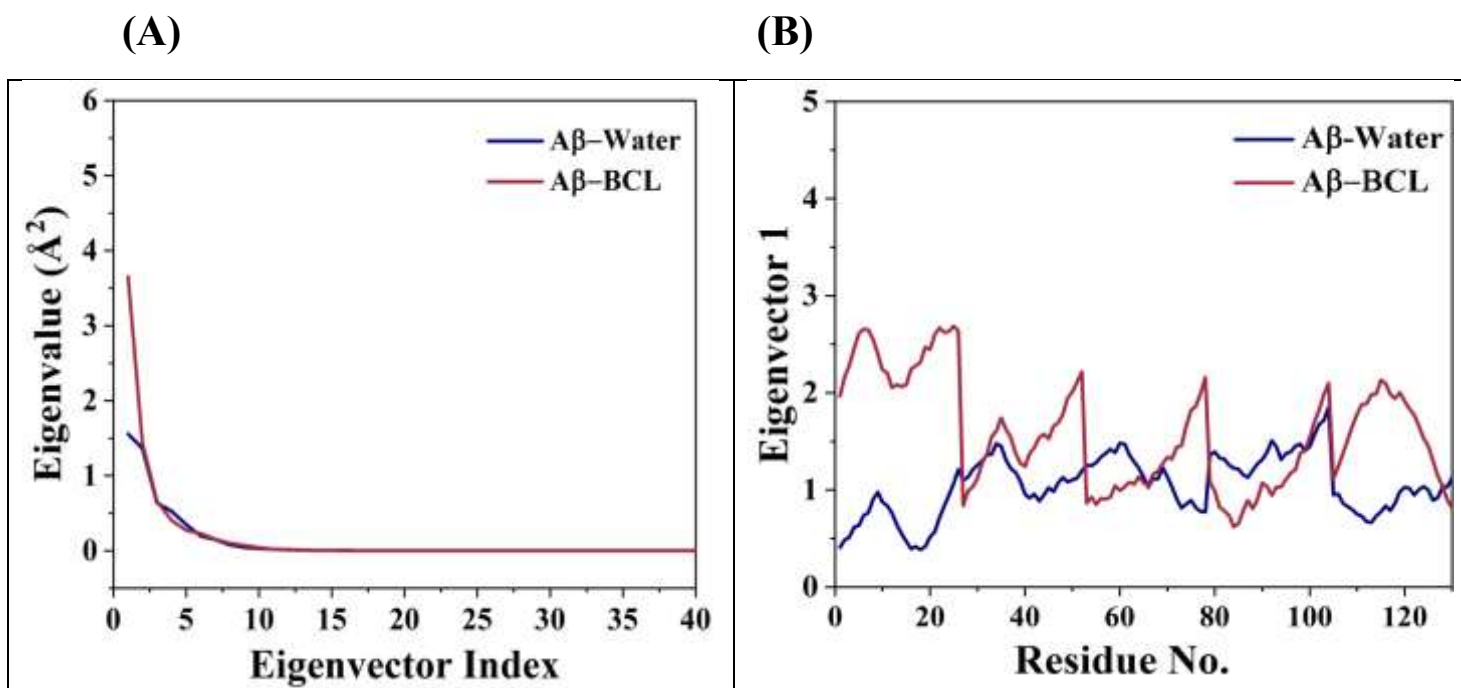 (A)
(B)
6
5
4
3
2
1
0
Eigenvalue (Å²)
Aβ–Water
Aβ–BCL
0 5 10 15 20 25 30 35 40
Eigenvector Index
5
4
3
2
1
0
Eigenvector 1
Aβ-Water
Aβ–BCL
0 20 40 60 80 100 120
Residue No.